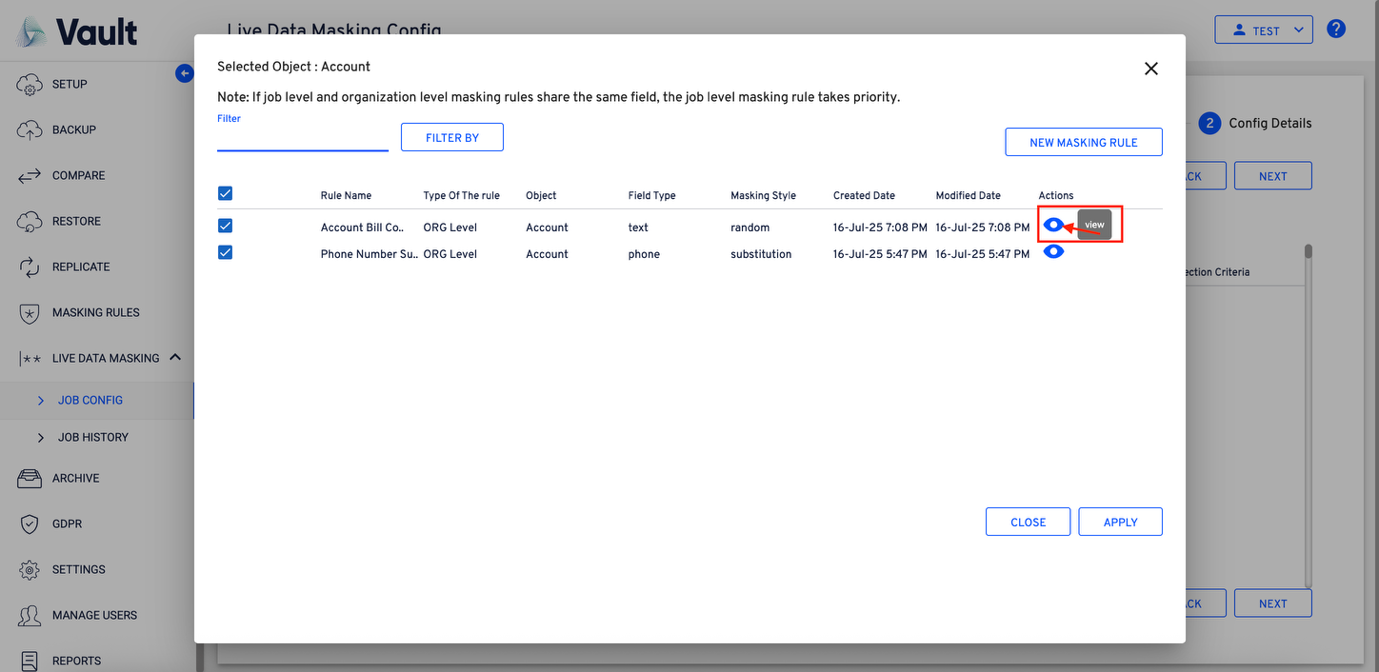 Vault
Live Data Masking Config
TEST
?
SETUP
BACKUP
COMPARE
RESTORE
REPLICATE
MASKING RULES
|** LIVE DATA MASKING
JOB CONFIG
JOB HISTORY
ARCHIVE
GDPR
SETTINGS
MANAGE USERS
REPORTS
Selected Object : Account
Note: If job level and organization level masking rules share the same field, the job level masking rule takes priority.
Filter
FILTER BY
NEW MASKING RULE
Rule Name Type Of The rule Object Field Type Masking Style Created Date Modified Date Actions
Account Bill Co.. ORG Level Account text random 16-Jul-25 7:08 PM 16-Jul-25 7:08 PM view
Phone Number Su.. ORG Level Account phone substitution 16-Jul-25 5:47 PM 16-Jul-25 5:47 PM
CLOSE APPLY
2 Config Details
CK NEXT
ection Criteria
CK NEXT